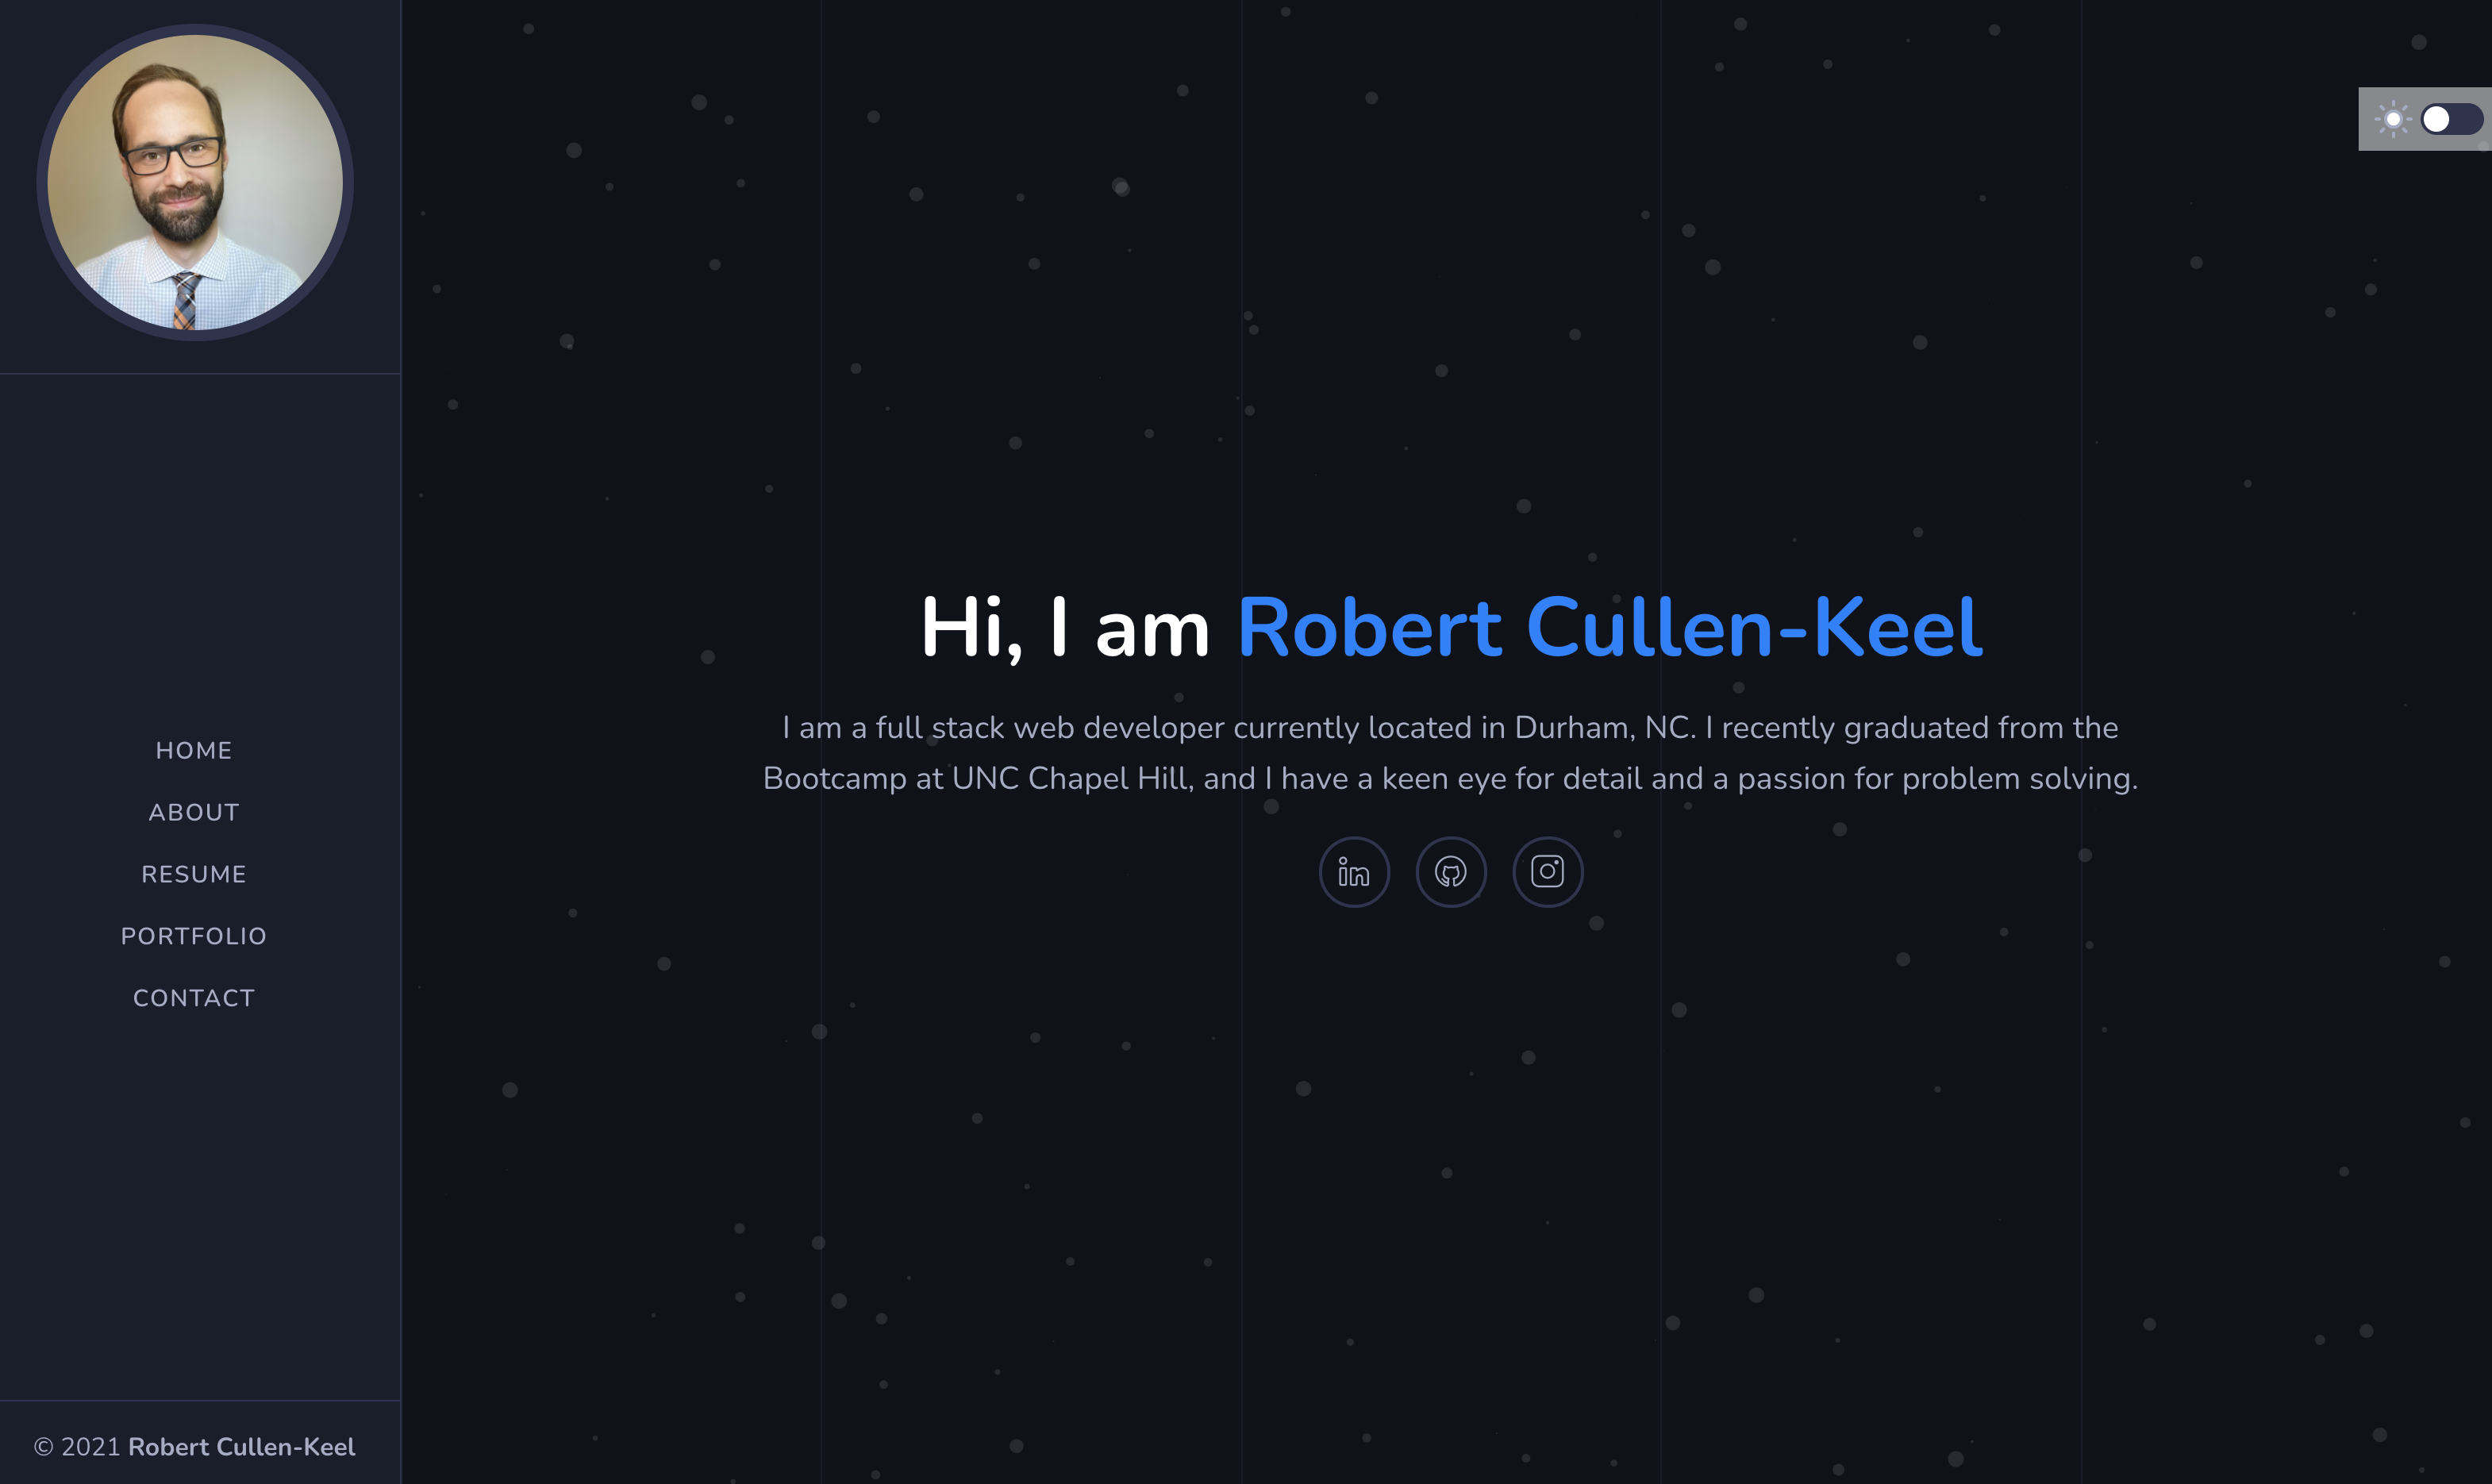 HOME
ABOUT
RESUME
PORTFOLIO
CONTACT
© 2021 Robert Cullen-Keel
Hi, I am Robert Cullen-Keel
I am a full stack web developer currently located in Durham, NC. I recently graduated from the
Bootcamp at UNC Chapel Hill, and I have a keen eye for detail and a passion for problem solving.
in